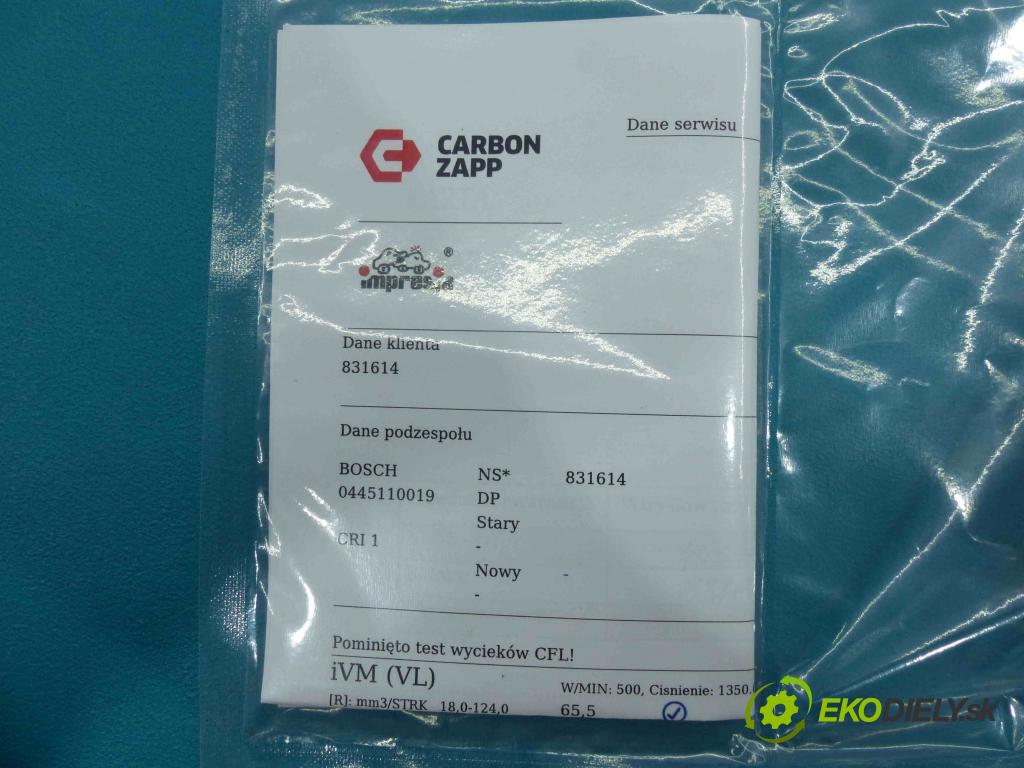 Dane serwisu
CARBON
ZAPP
®
Dane klienta
831614
Dane podzespołu
BOSCH NS* 831614
0445110019 DP
Stary
CRI 1 -
Nowy -
-
Pominięto test wycieków CFL!
iVM (VL) W/MIN: 500, Cisnienie: 1350.
[R]: mm3/STRK 18,0-124,0 65,5
EKODIELY.sk